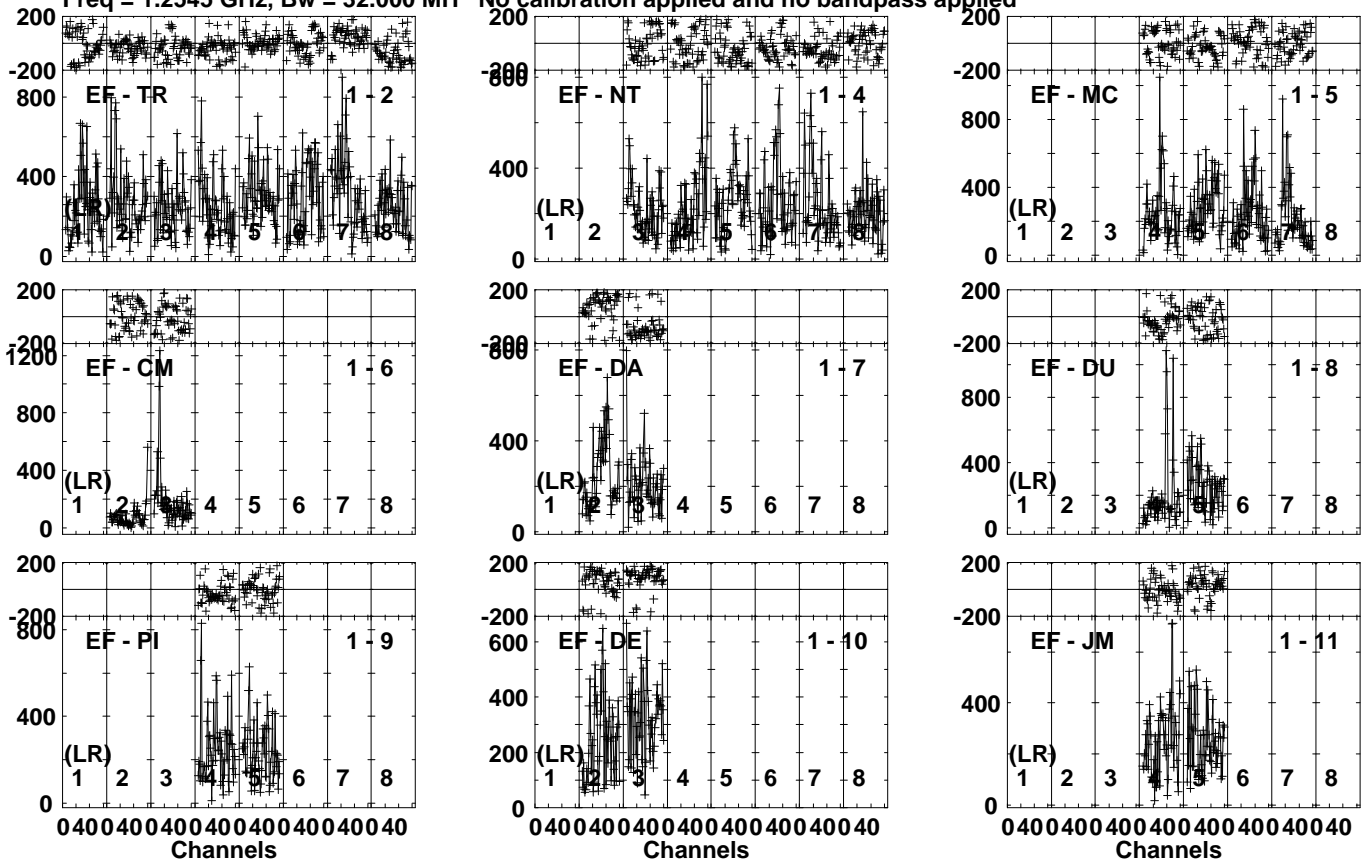 Freq = 1.2545 GHz, Bw = 32.000 MH No calibration applied and no bandpass applied
200
-200
800
400
0
EF - TR 1 - 2
(LR)
1 2 3 4 5 6 7 8
200
-200
800
400
0
EF - NT 1 - 4
(LR)
1 2 3 4 5 6 7 8
200
-200
800
400
0
EF - MC 1 - 5
(LR)
1 2 3 4 5 6 7 8
200
-200
1200
800
400
0
EF - CM 1 - 6
(LR)
1 2 3 4 5 6 7 8
200
-200
800
400
0
EF - DA 1 - 7
(LR)
1 2 3 4 5 6 7 8
200
-200
800
400
0
EF - DU 1 - 8
(LR)
1 2 3 4 5 6 7 8
200
-200
800
400
0
EF - PI 1 - 9
(LR)
1 2 3 4 5 6 7 8
200
-200
600
400
200
0
EF - DE 1 - 10
(LR)
1 2 3 4 5 6 7 8
200
-200
400
0
EF - JM 1 - 11
(LR)
1 2 3 4 5 6 7 8
0 40 0 40 0 40 0 40 0 40 0 40 0 40 0 40
0 40 0 40 0 40 0 40 0 40 0 40 0 40 0 40
0 40 0 40 0 40 0 40 0 40 0 40 0 40 0 40
Channels
Channels
Channels